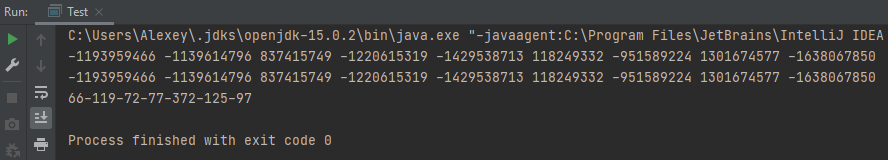 Run: Test ×
C:\Users\Alexey\.jdks\openjdk-15.0.2\bin\java.exe "-javaagent:C:\Program Files\JetBrains\IntelliJ IDEA
-1193959466 -1139614796 837415749 -1220615319 -1429538713 118249332 -951589224 1301674577 -1638067850
-1193959466 -1139614796 837415749 -1220615319 -1429538713 118249332 -951589224 1301674577 -1638067850
66-119-72-77-372-125-97
Process finished with exit code 0